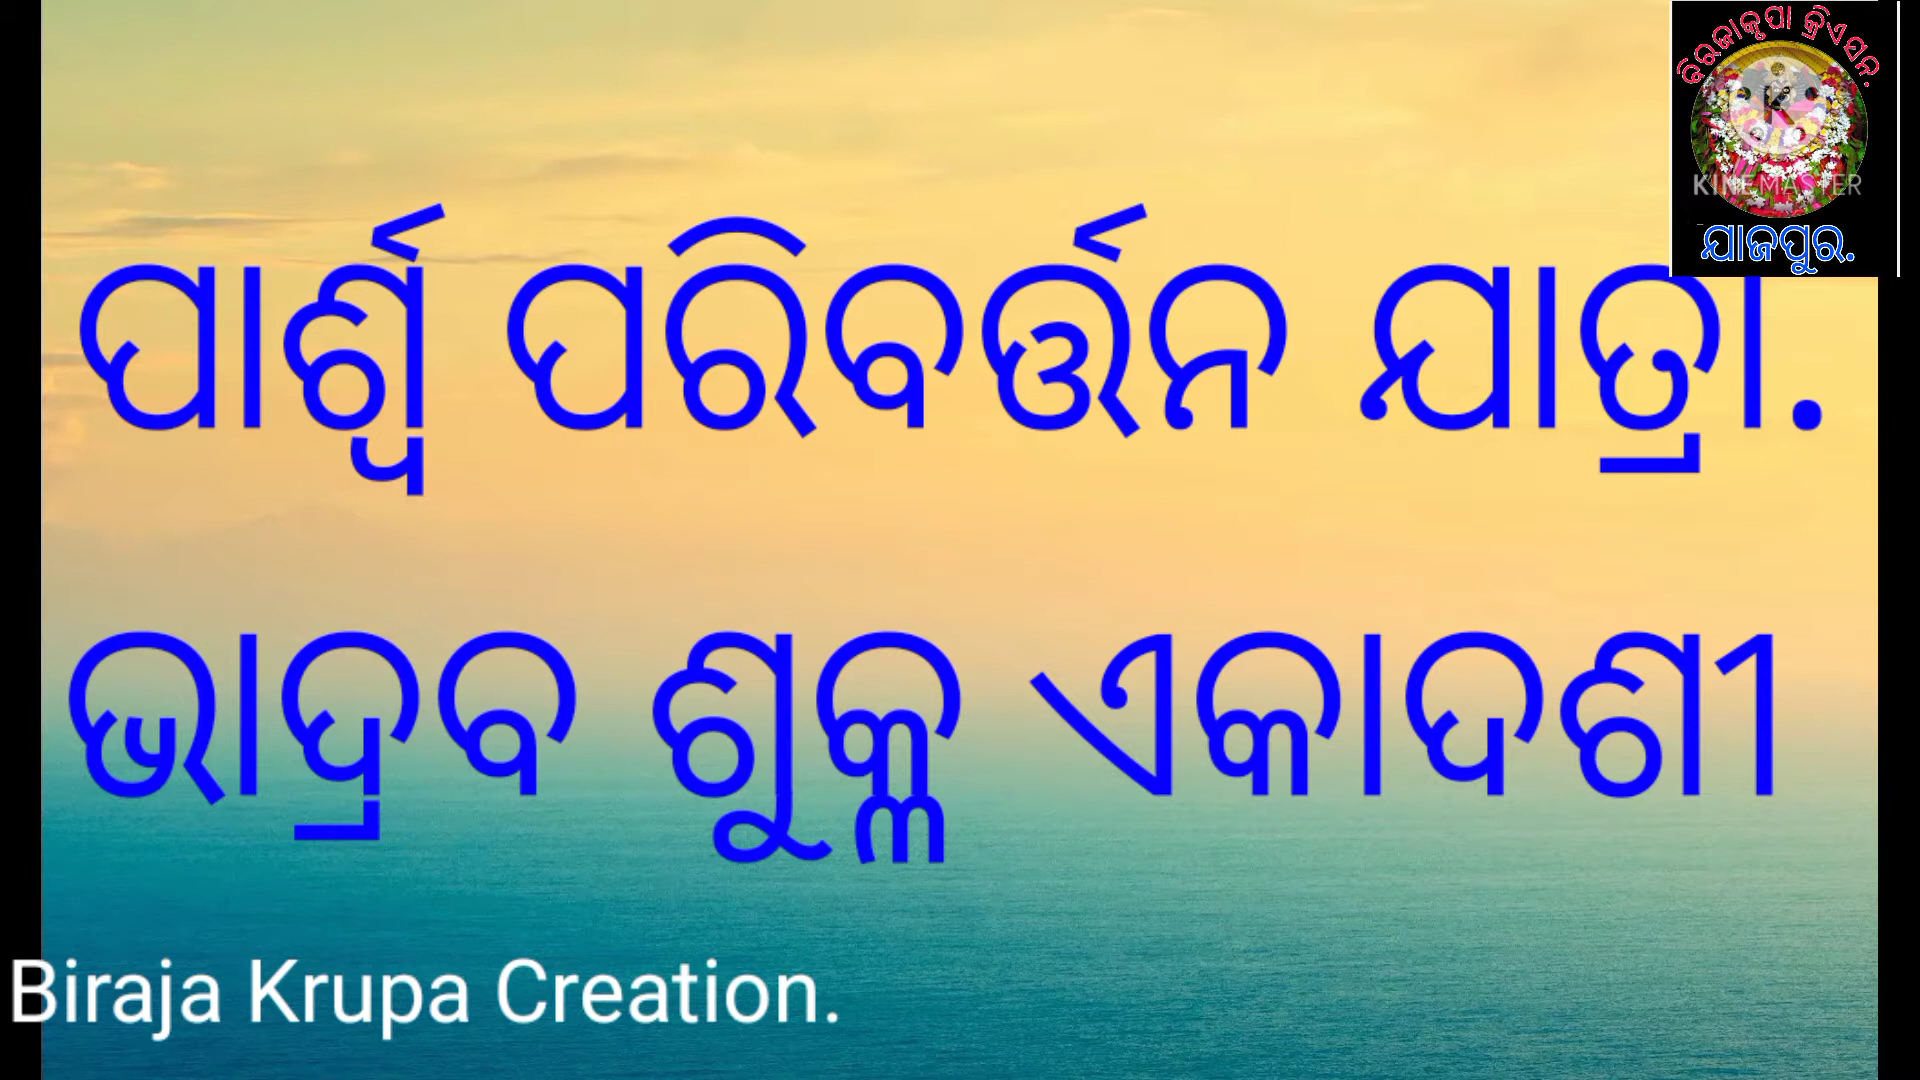 ବିରଜାକୃପା କ୍ରିଏସନ.
KINEMASTER
ଯାଜପୁର.
ପାର୍ଶ୍ୱ ପରିବର୍ତ୍ତନ ଯାତ୍ରା.
ଭାଦ୍ରବ ଶୁକ୍ଳ ଏକାଦଶୀ
Biraja Krupa Creation.